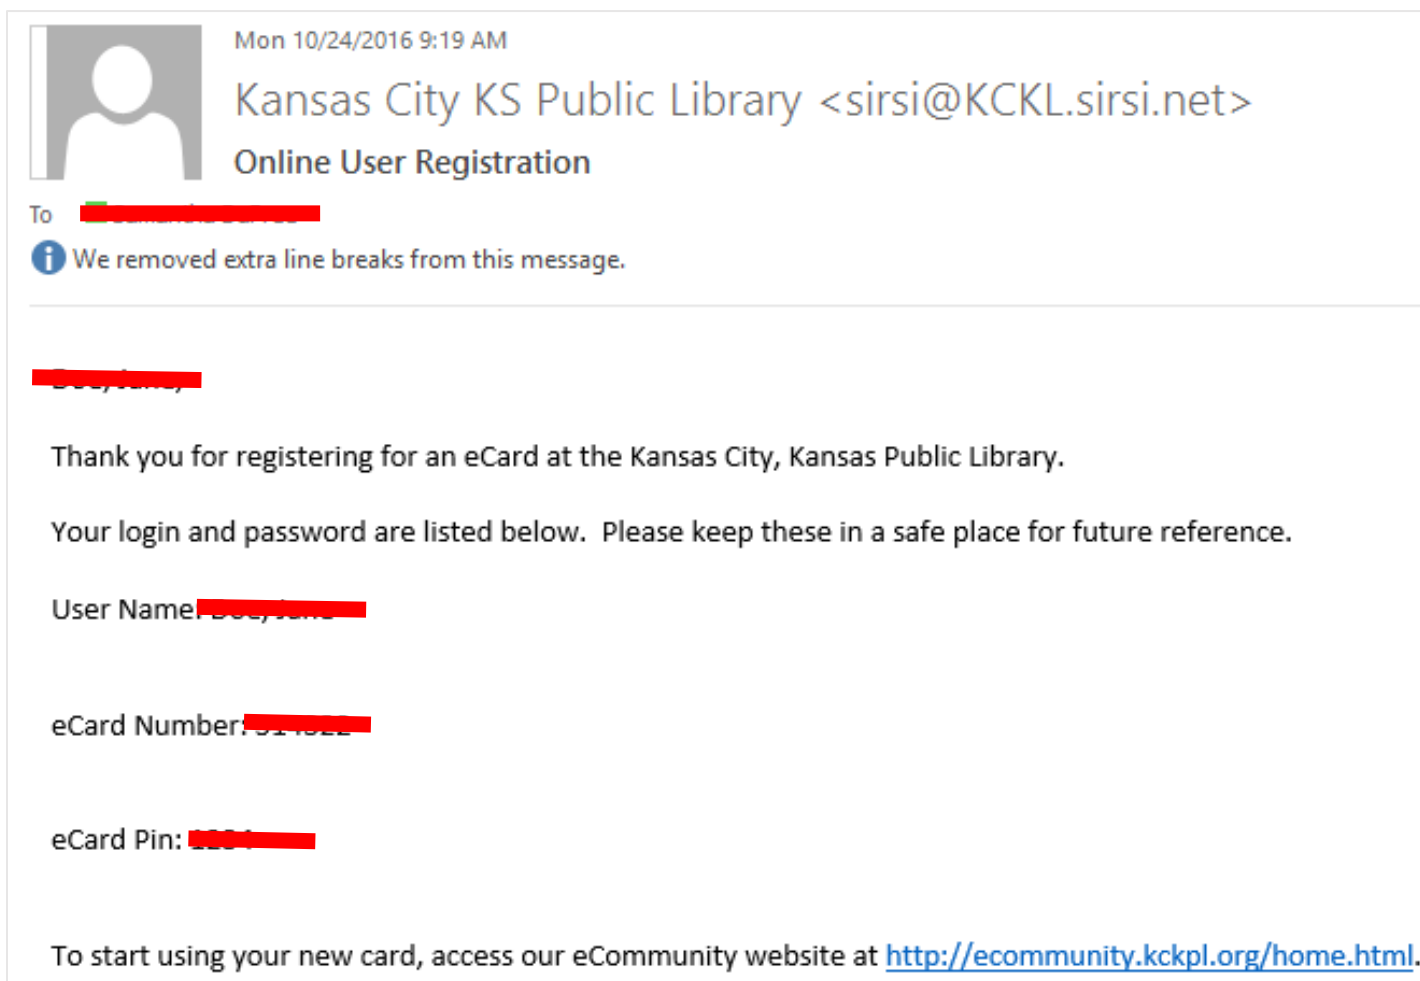 Mon 10/24/2016 9:19 AM
Kansas City KS Public Library <sirsi@KCKL.sirsi.net>
Online User Registration
To
We removed extra line breaks from this message.
Thank you for registering for an eCard at the Kansas City, Kansas Public Library.
Your login and password are listed below.  Please keep these in a safe place for future reference.
User Name:
eCard Number:
eCard Pin:
To start using your new card, access our eCommunity website at http://ecommunity.kckpl.org/home.html.